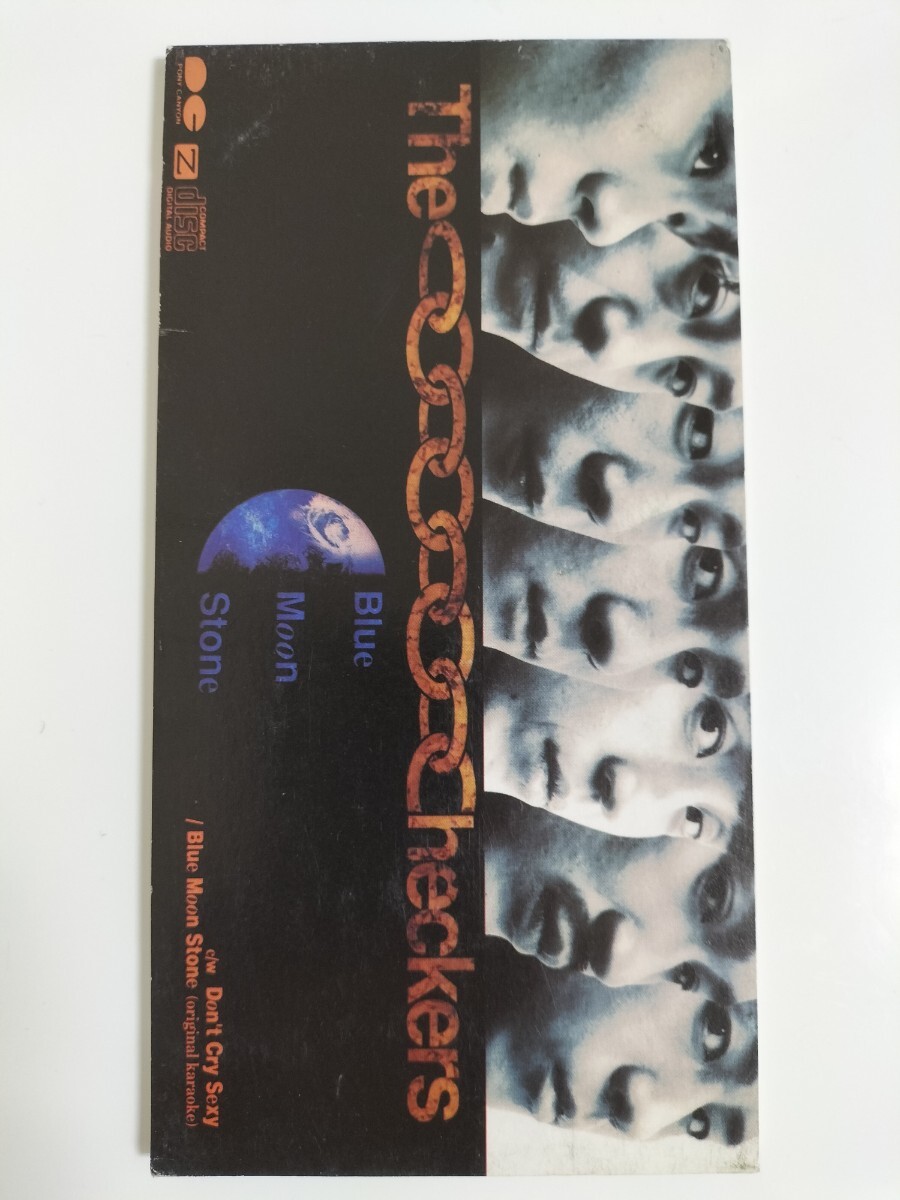 The Checkers
Blue
Moon
Stone
c/w Don't Cry Sexy
/ Blue Moon Stone (original karaoke)
PONY CANYON
Z
COMPACT
disc
DIGITAL AUDIO